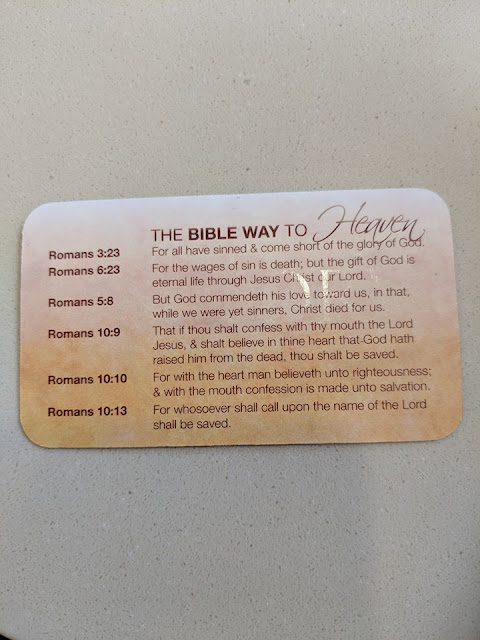 THE BIBLE WAY TO Heaven
Romans 3:23 For all have sinned & come short of the glory of God.
Romans 6:23 For the wages of sin is death; but the gift of God is
eternal life through Jesus Christ our Lord.
Romans 5:8 But God commendeth his love toward us, in that,
while we were yet sinners, Christ died for us.
Romans 10:9 That if thou shalt confess with thy mouth the Lord
Jesus, & shalt believe in thine heart that God hath
raised him from the dead, thou shalt be saved.
Romans 10:10 For with the heart man believeth unto righteousness;
& with the mouth confession is made unto salvation.
Romans 10:13 For whosoever shall call upon the name of the Lord
shall be saved.